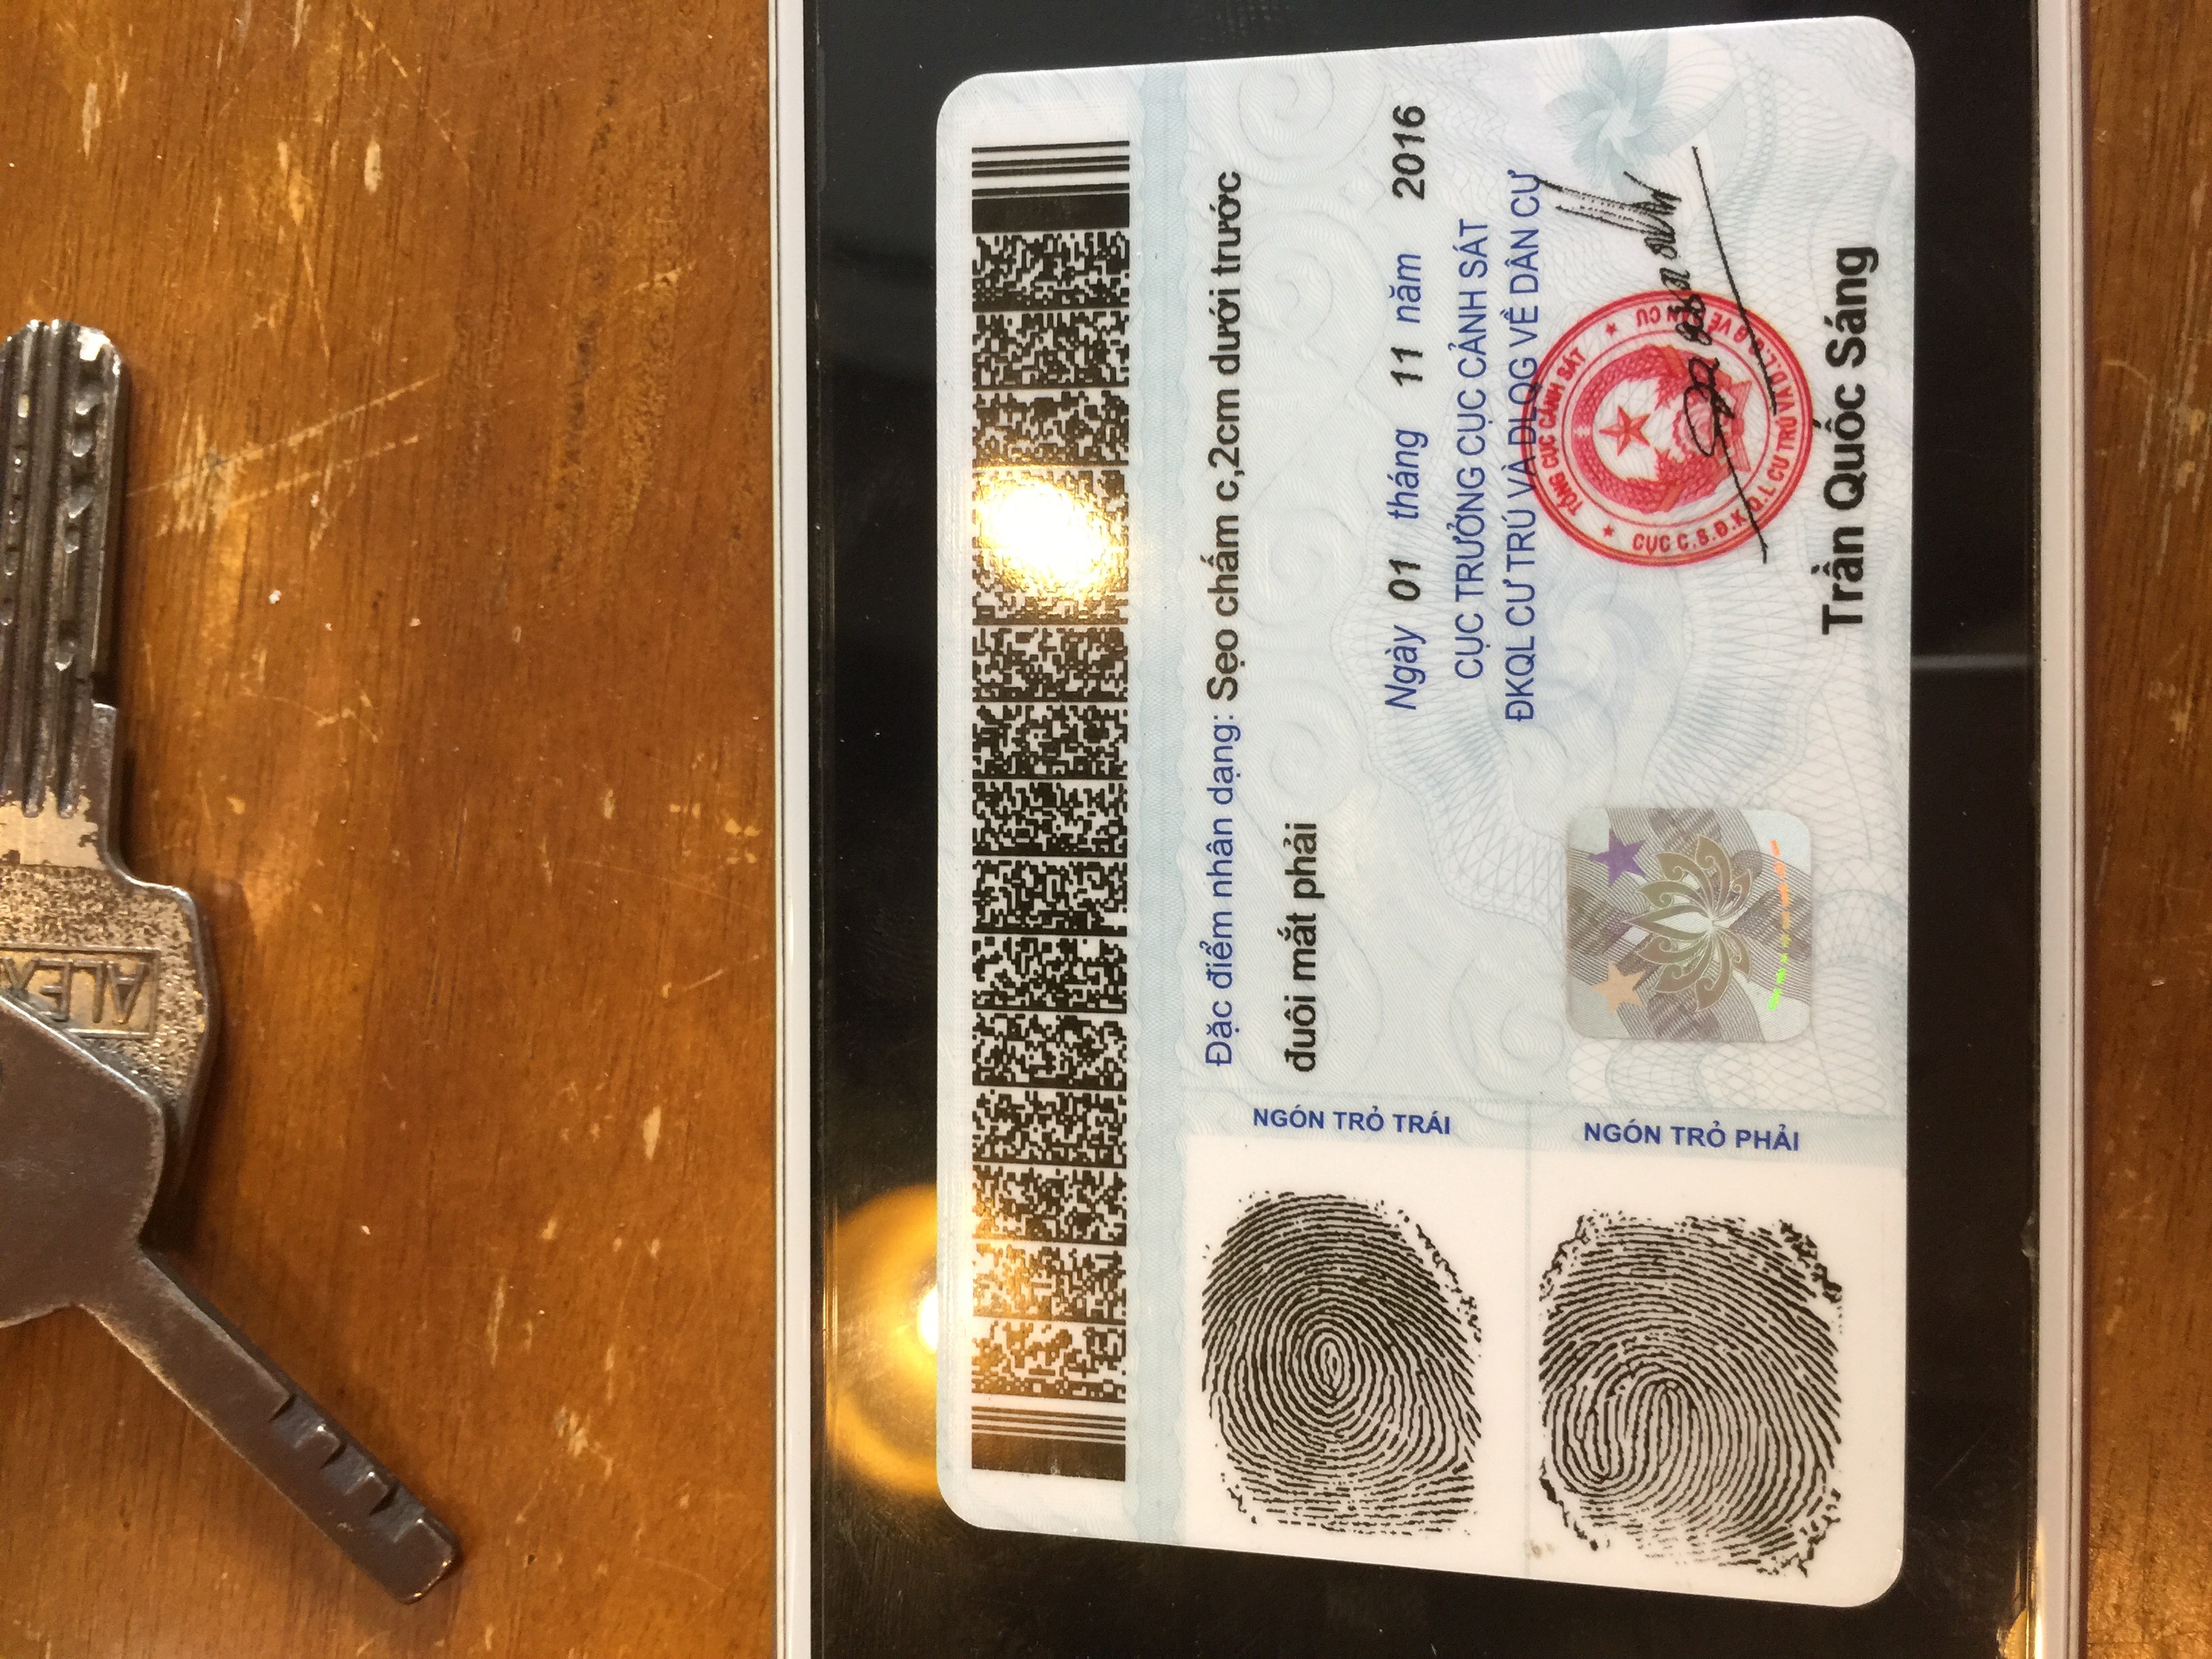 ALFA
Đặc điểm nhân dạng: Sẹo chấm c,2cm dưới trước
đuôi mắt phải
NGÓN TRỎ TRÁI
NGÓN TRỎ PHẢI
Ngày 01 tháng 11 năm 2016
CỤC TRƯỞNG CỤC CẢNH SÁT
ĐKQL CƯ TRÚ VÀ DLQG VỀ DÂN CƯ
TỔNG CỤC CẢNH SÁT
CỤC C.S.Đ.K.Q.L CƯ TRÚ VÀ D.L.Q.G VỀ DÂN CƯ
Trần Quốc Sáng